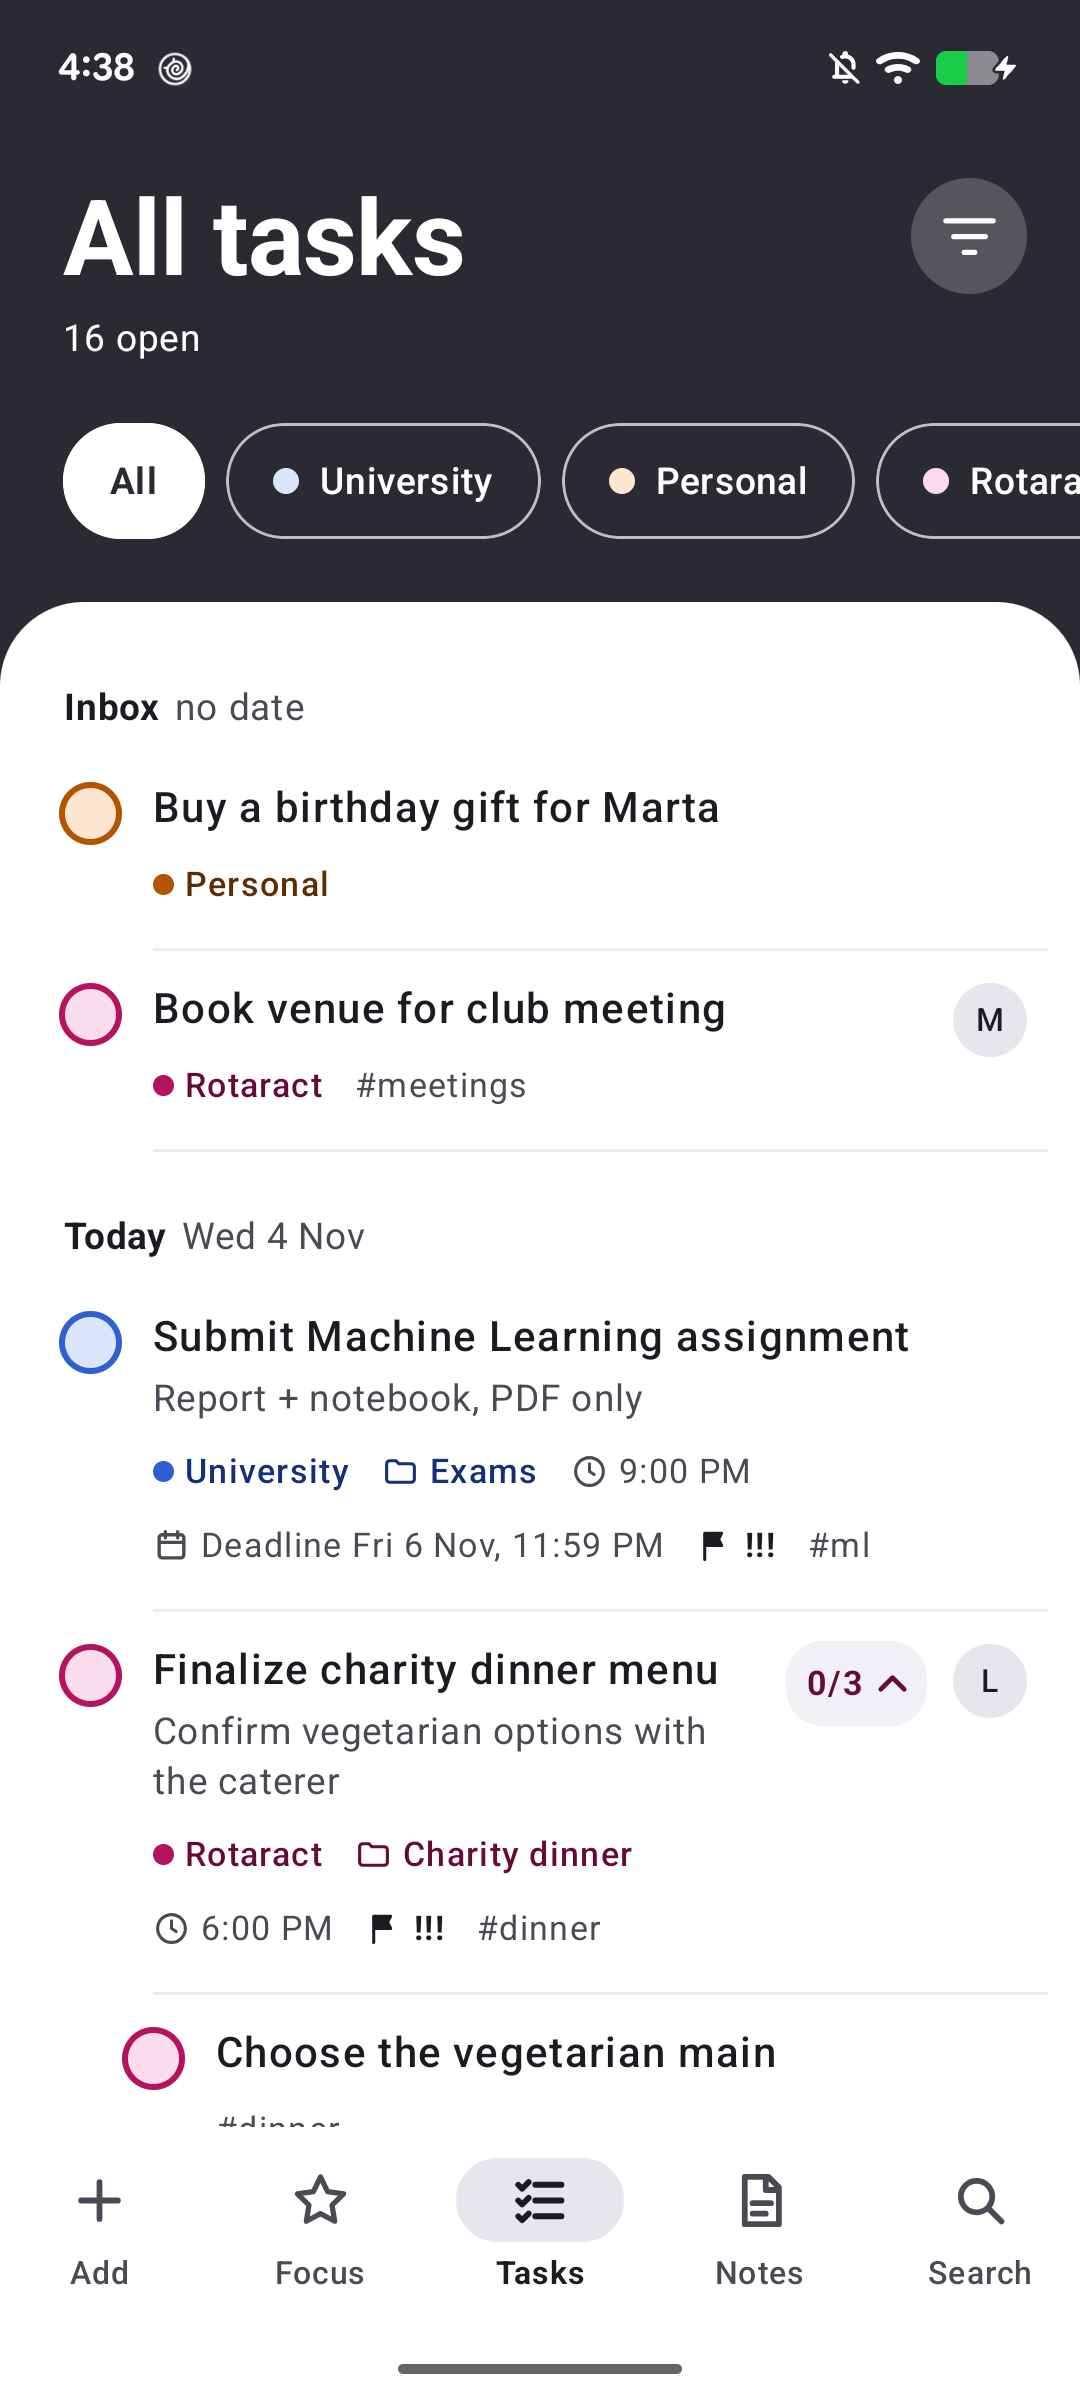 4:38
All tasks
16 open
All University Personal Rotara
Inbox no date
Buy a birthday gift for Marta
Personal
Book venue for club meeting M
Rotaract #meetings
Today Wed 4 Nov
Submit Machine Learning assignment
Report + notebook, PDF only
University Exams 9:00 PM
Deadline Fri 6 Nov, 11:59 PM !!! #ml
Finalize charity dinner menu 0/3 L
Confirm vegetarian options with
the caterer
Rotaract Charity dinner
6:00 PM !!! #dinner
Choose the vegetarian main
#dinner
Add Focus Tasks Notes Search